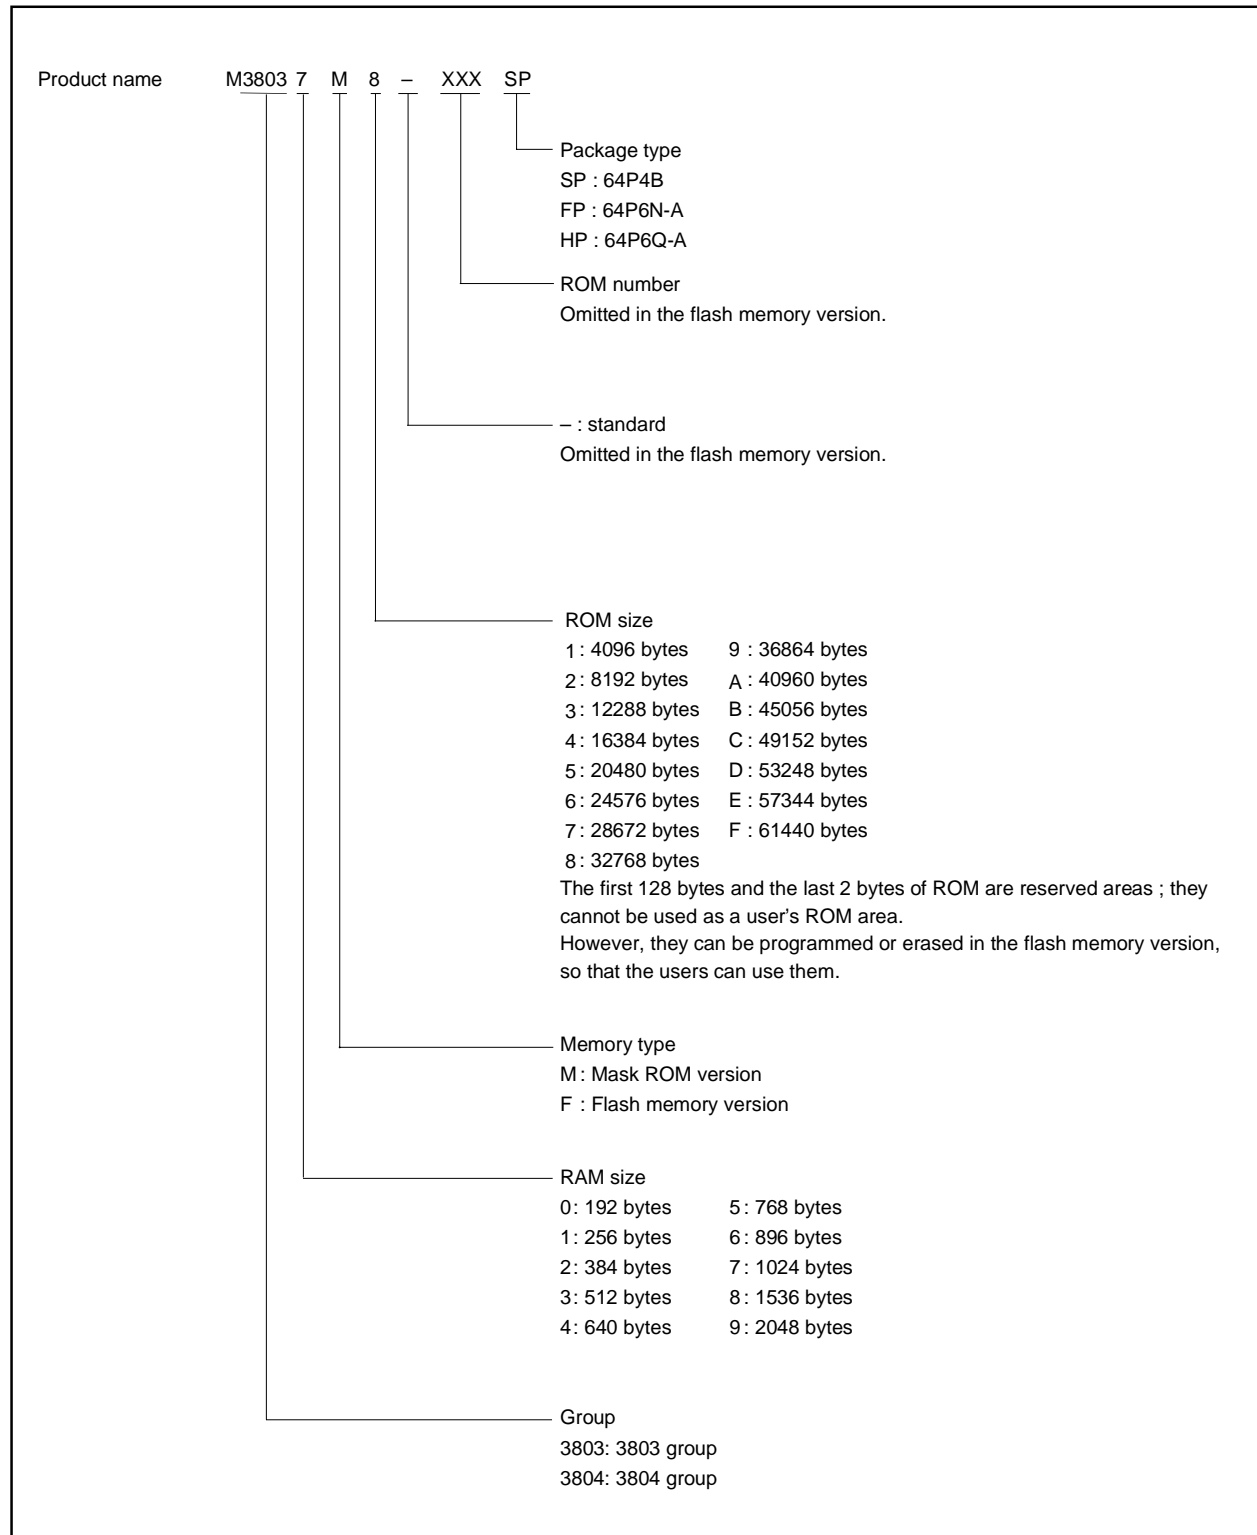 Product name M3803 7 M 8 – XXX SP
Package type
SP : 64P4B
FP : 64P6N-A
HP : 64P6Q-A
ROM number
Omitted in the flash memory version.
– : standard
Omitted in the flash memory version.
ROM size
1 : 4096 bytes 9 : 36864 bytes
2 : 8192 bytes A : 40960 bytes
3 : 12288 bytes B : 45056 bytes
4 : 16384 bytes C : 49152 bytes
5 : 20480 bytes D : 53248 bytes
6 : 24576 bytes E : 57344 bytes
7 : 28672 bytes F : 61440 bytes
8 : 32768 bytes
The first 128 bytes and the last 2 bytes of ROM are reserved areas ; they
cannot be used as a user’s ROM area.
However, they can be programmed or erased in the flash memory version,
so that the users can use them.
Memory type
M : Mask ROM version
F : Flash memory version
RAM size
0 : 192 bytes 5 : 768 bytes
1 : 256 bytes 6 : 896 bytes
2 : 384 bytes 7 : 1024 bytes
3 : 512 bytes 8 : 1536 bytes
4 : 640 bytes 9 : 2048 bytes
Group
3803: 3803 group
3804: 3804 group